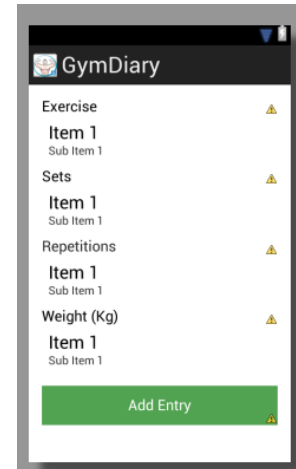 GymDiary
Exercise
Item 1
Sub Item 1
Sets
Item 1
Sub Item 1
Repetitions
Item 1
Sub Item 1
Weight (Kg)
Item 1
Sub Item 1
Add Entry